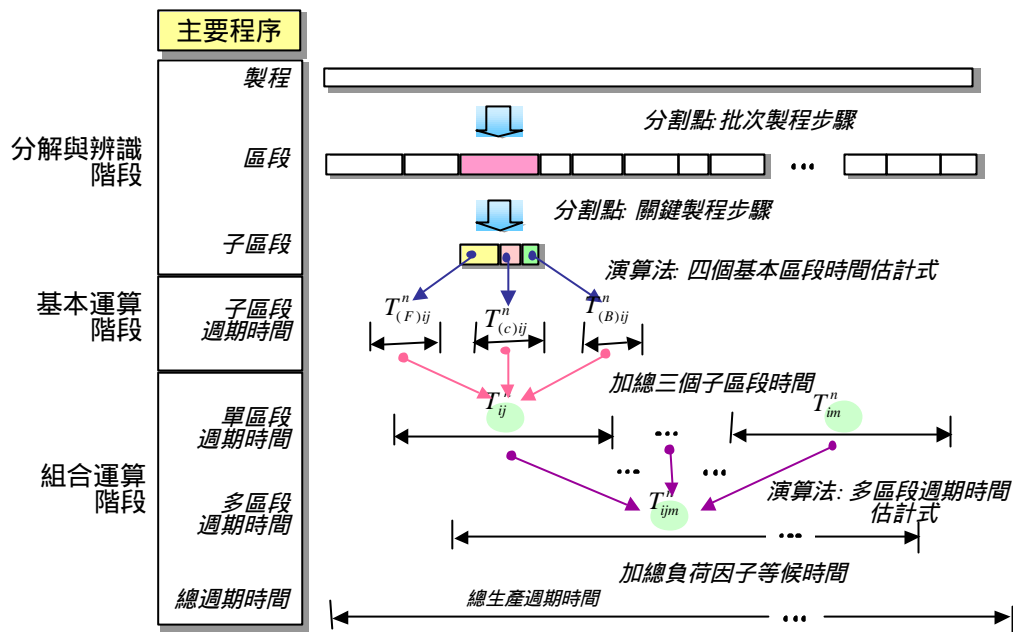 主要程序
製程
分割點:批次製程步驟
分解與辨識
階段
區段
...
分割點: 關鍵製程步驟
子區段
演算法: 四個基本區段時間估計式
基本運算
階段
子區段
週期時間
T^n_(F)ij
T^n_(c)ij
T^n_(B)ij
加總三個子區段時間
單區段
週期時間
T^n_ij
...
T^n_im
組合運算
階段
...
...
多區段
週期時間
T^n_ijm
演算法: 多區段週期時間
估計式
...
加總負荷因子等候時間
總週期時間
總生產週期時間
...